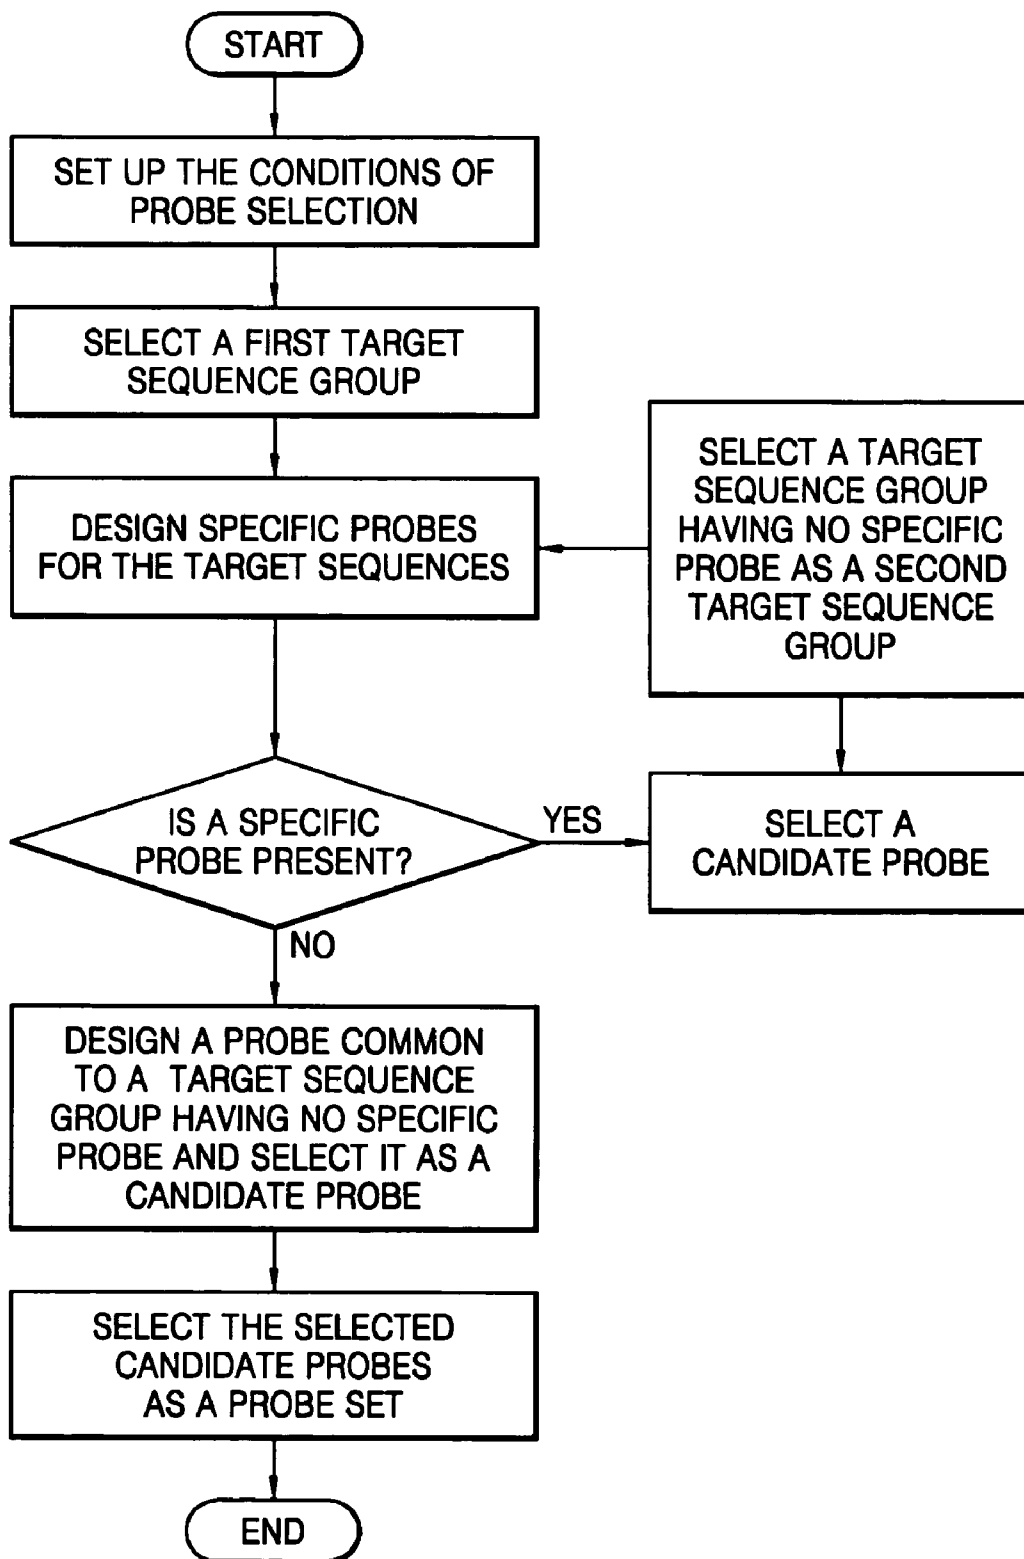 START
SET UP THE CONDITIONS OF
PROBE SELECTION
SELECT A FIRST TARGET
SEQUENCE GROUP
DESIGN SPECIFIC PROBES
FOR THE TARGET SEQUENCES
SELECT A TARGET
SEQUENCE GROUP
HAVING NO SPECIFIC
PROBE AS A SECOND
TARGET SEQUENCE
GROUP
IS A SPECIFIC
PROBE PRESENT?
YES
SELECT A
CANDIDATE PROBE
NO
DESIGN A PROBE COMMON
TO A TARGET SEQUENCE
GROUP HAVING NO SPECIFIC
PROBE AND SELECT IT AS A
CANDIDATE PROBE
SELECT THE SELECTED
CANDIDATE PROBES
AS A PROBE SET
END